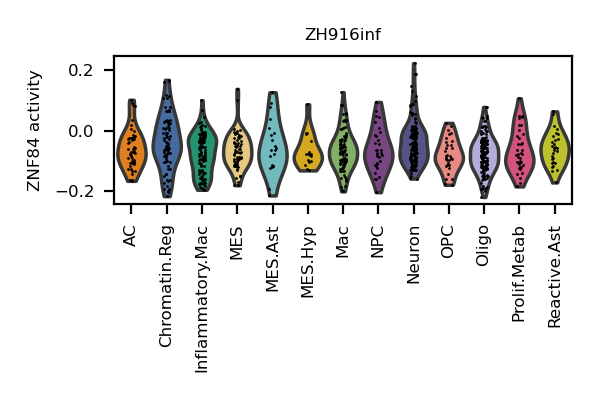 ZH916inf
ZNF84 activity
0.2
0.0
−0.2
AC
Chromatin.Reg
Inflammatory.Mac
MES
MES.Ast
MES.Hyp
Mac
NPC
Neuron
OPC
Oligo
Prolif.Metab
Reactive.Ast